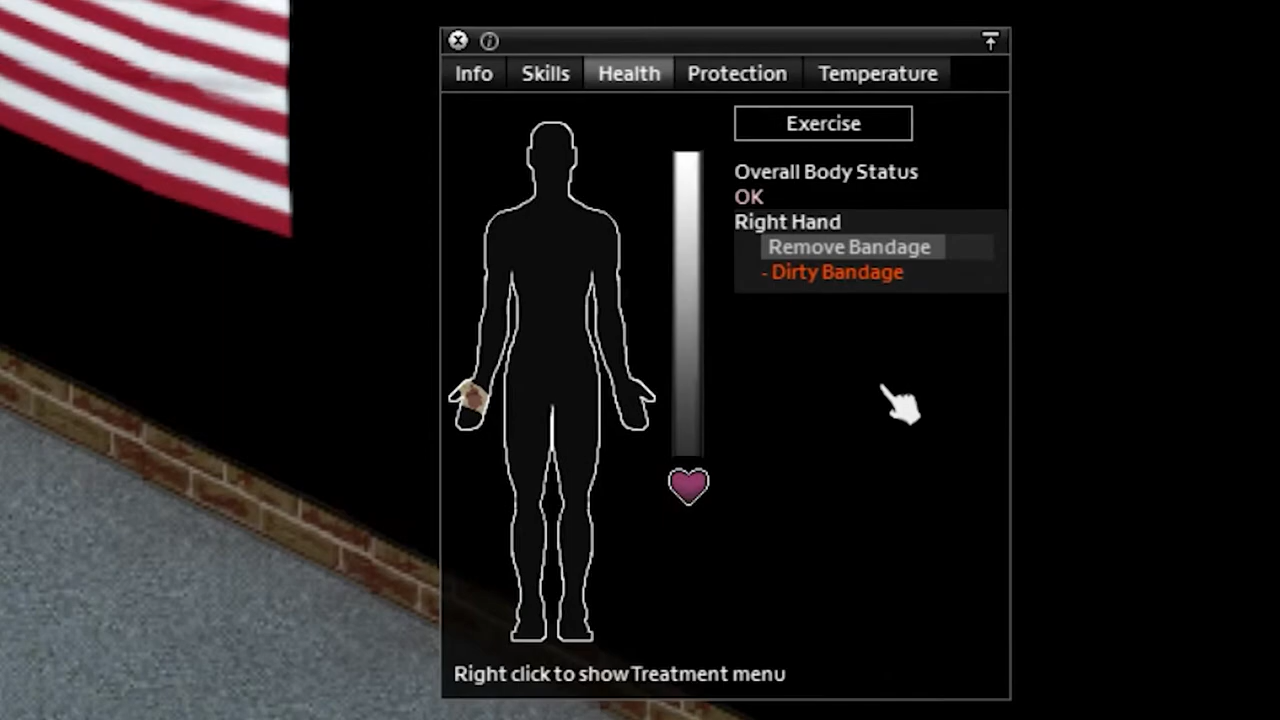 Info Skills Health Protection Temperature
Exercise
Overall Body Status
OK
Right Hand
Remove Bandage
- Dirty Bandage
Right click to show Treatment menu